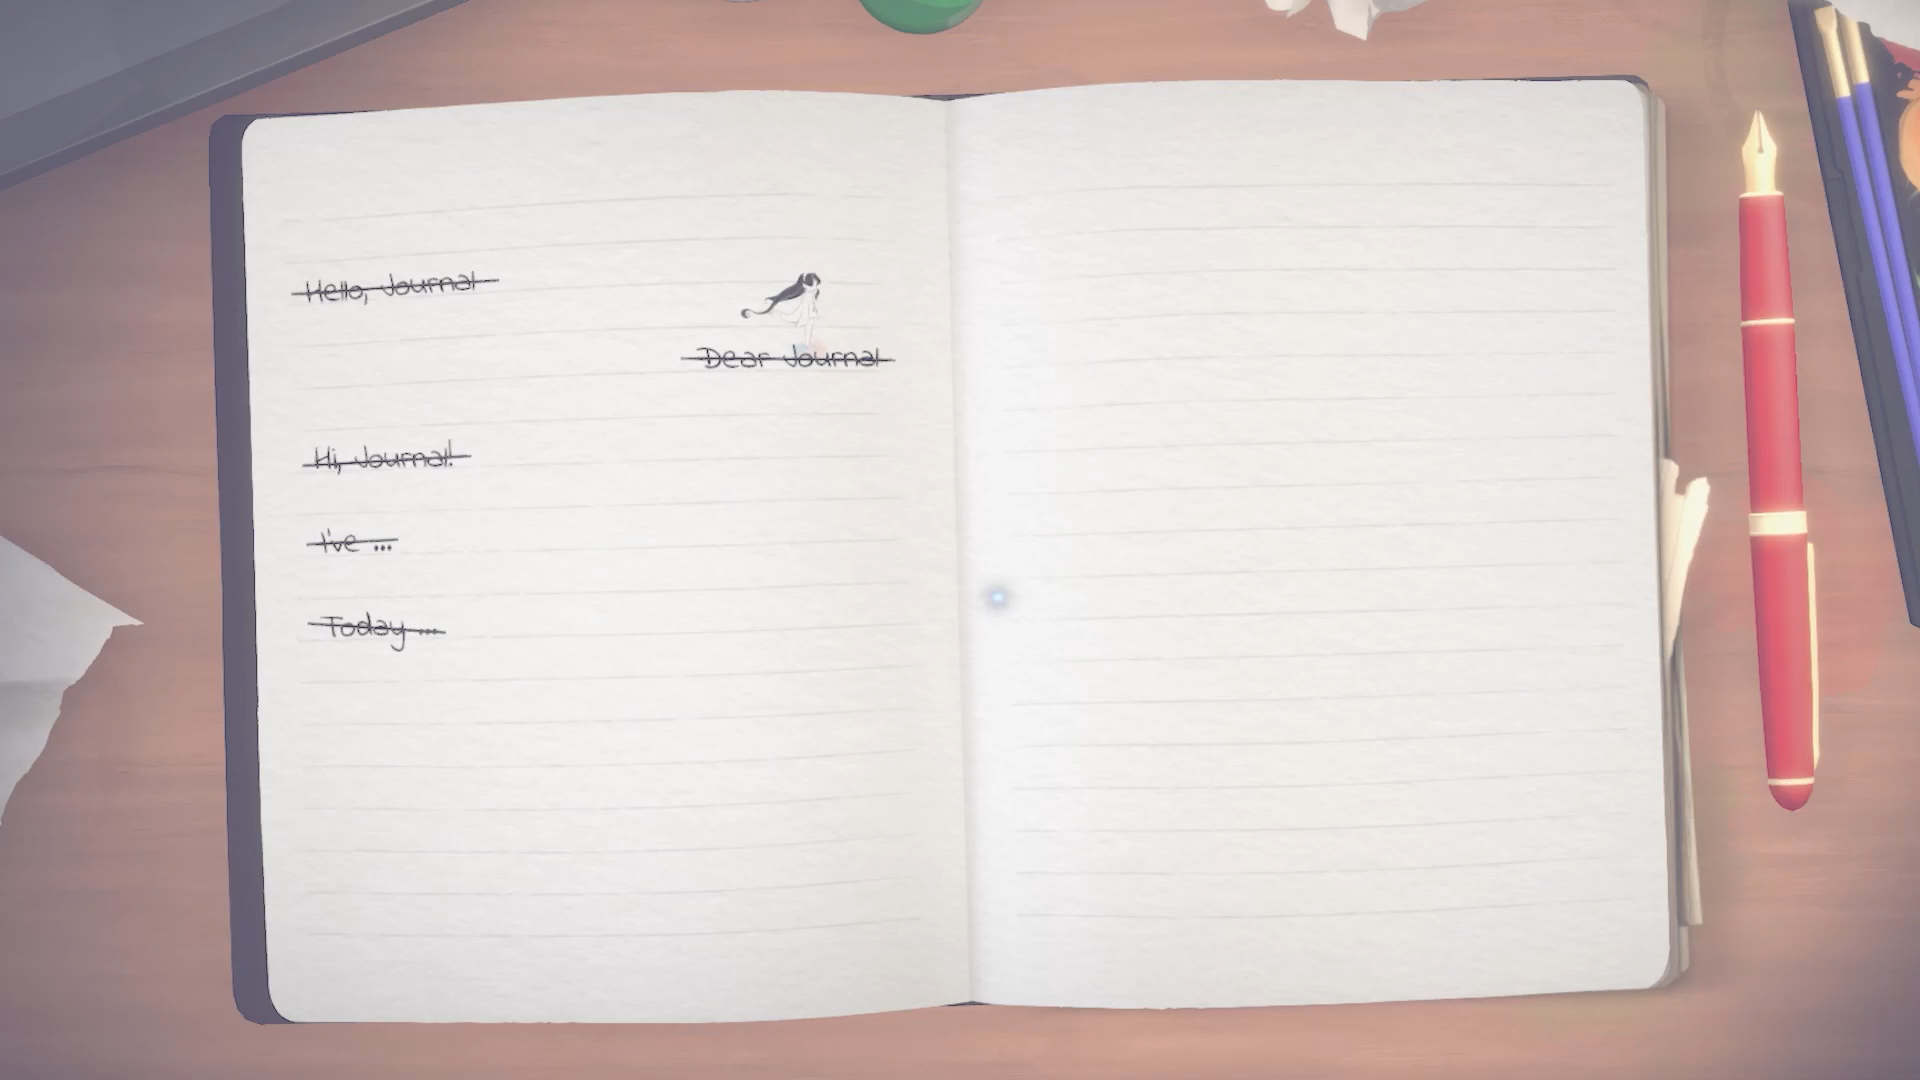 Hello, Journal
Dear Journal
Hi, Journal!
I've ...
Today ...